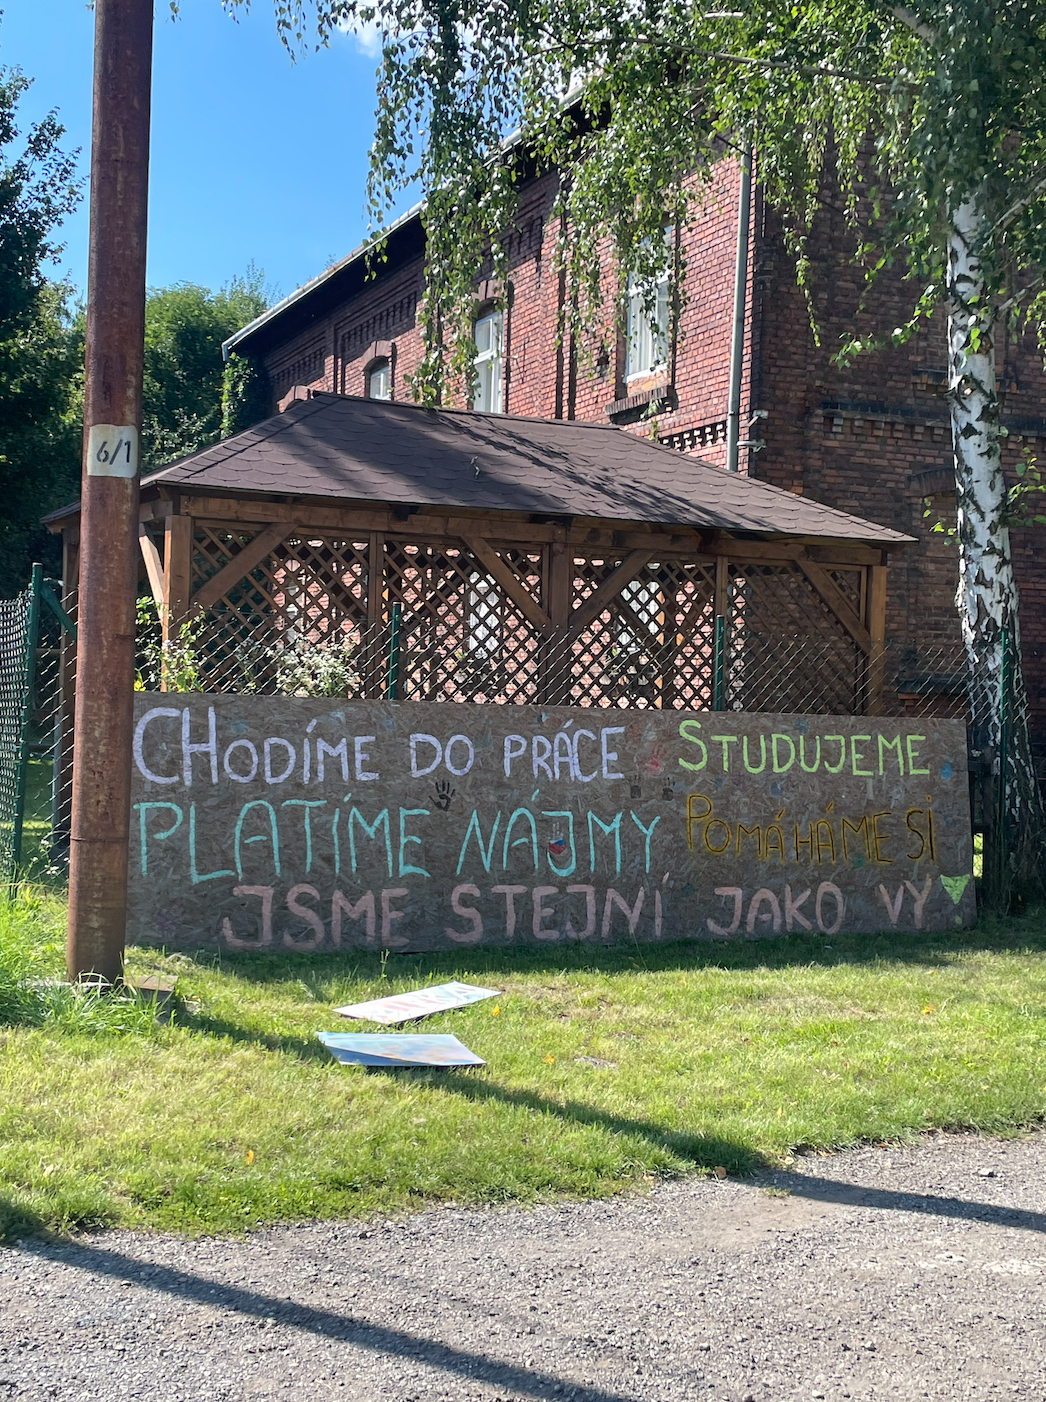 6/1
CHODÍME DO PRÁCE STUDUJEME
PLATÍME NÁJMY POMÁHÁME SI
JSME STEJNÍ JAKO VY